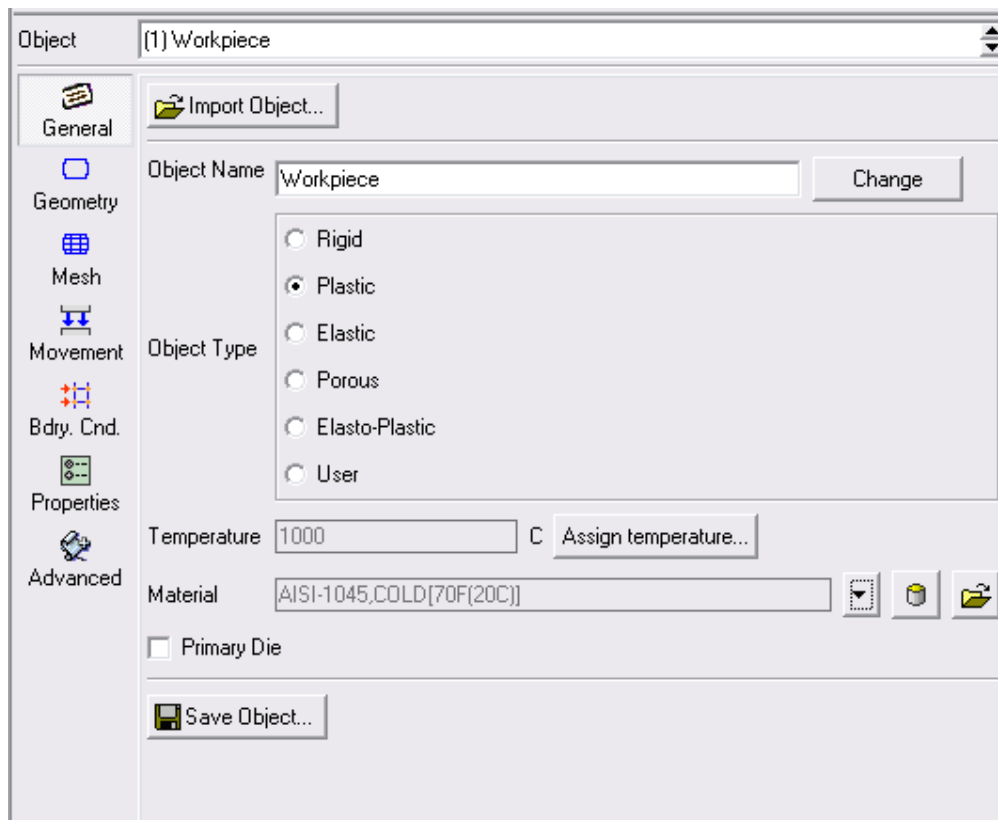 Object (1) Workpiece
General
Import Object...
Geometry
Object Name Workpiece Change
Mesh
Rigid
Plastic
Movement
Object Type
Elastic
Porous
Bdry. Cnd.
Elasto-Plastic
User
Properties
Temperature 1000 C Assign temperature...
Advanced
Material AISI-1045,COLD[70F(20C)]
Primary Die
Save Object...